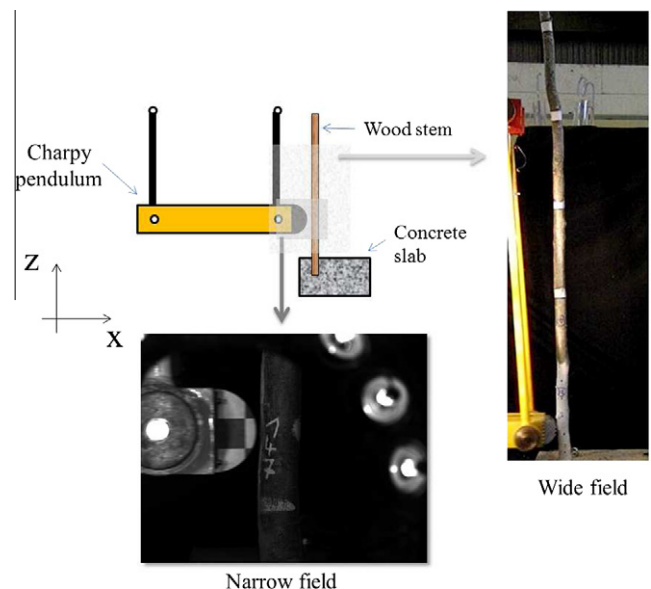 Wood stem
Charpy
pendulum
Concrete
slab
Z
X
Narrow field
Wide field